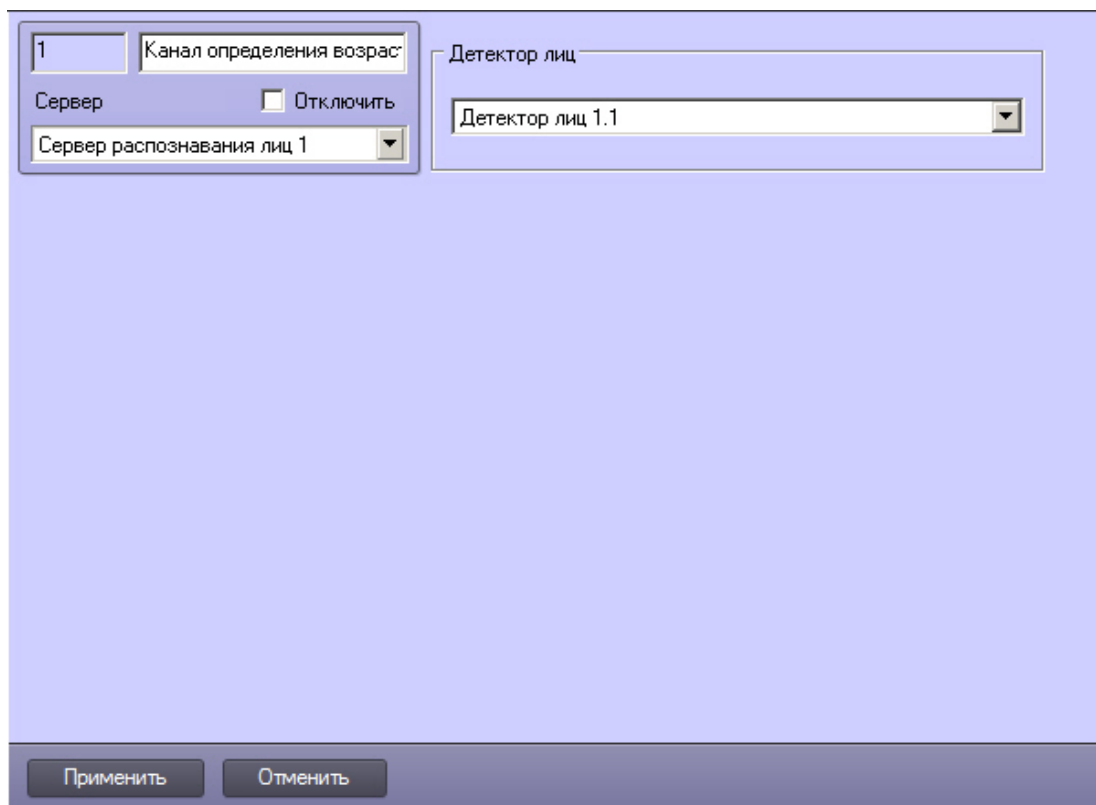 1
Канал определения возраст
Сервер
Отключить
Сервер распознавания лиц 1
Детектор лиц
Детектор лиц 1.1
Применить
Отменить